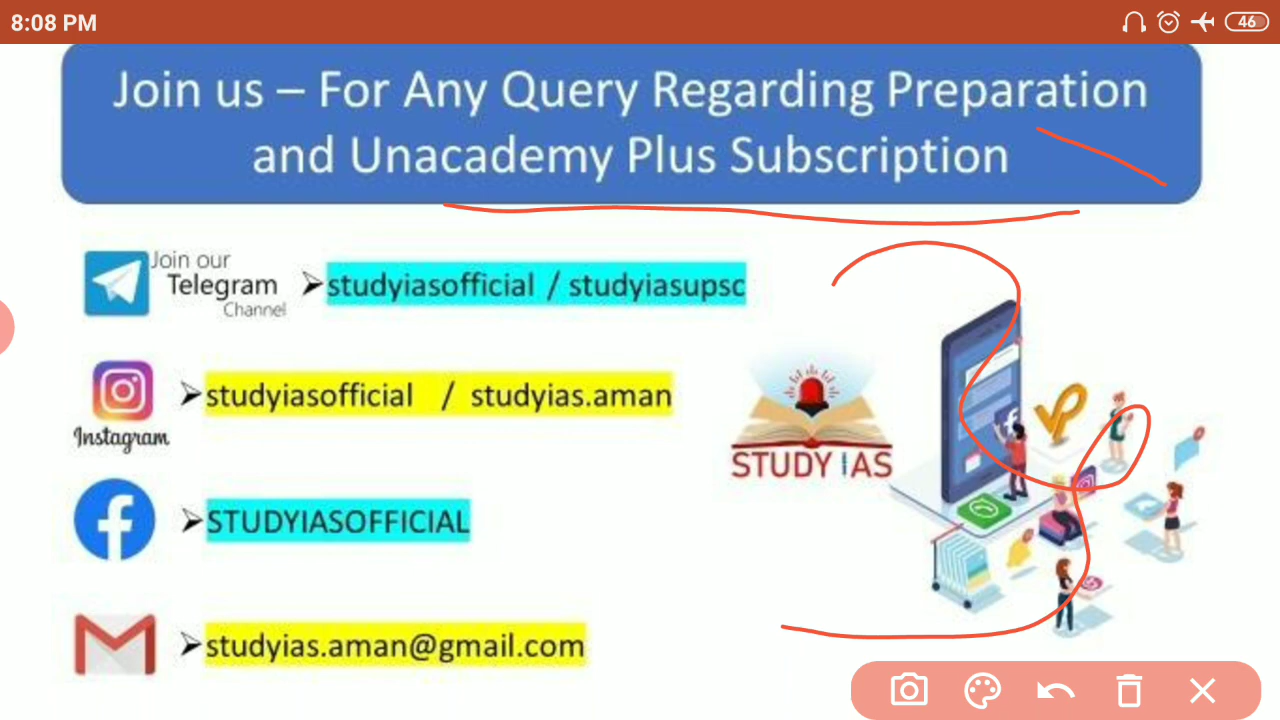 8:08 PM
46
Join us – For Any Query Regarding Preparation
and Unacademy Plus Subscription
Join our
Telegram
Channel
➢studyiasofficial / studyiasupsc
Instagram
➢studyiasofficial / studyias.aman
STUDY IAS
➢STUDYIASOFFICIAL
➢studyias.aman@gmail.com